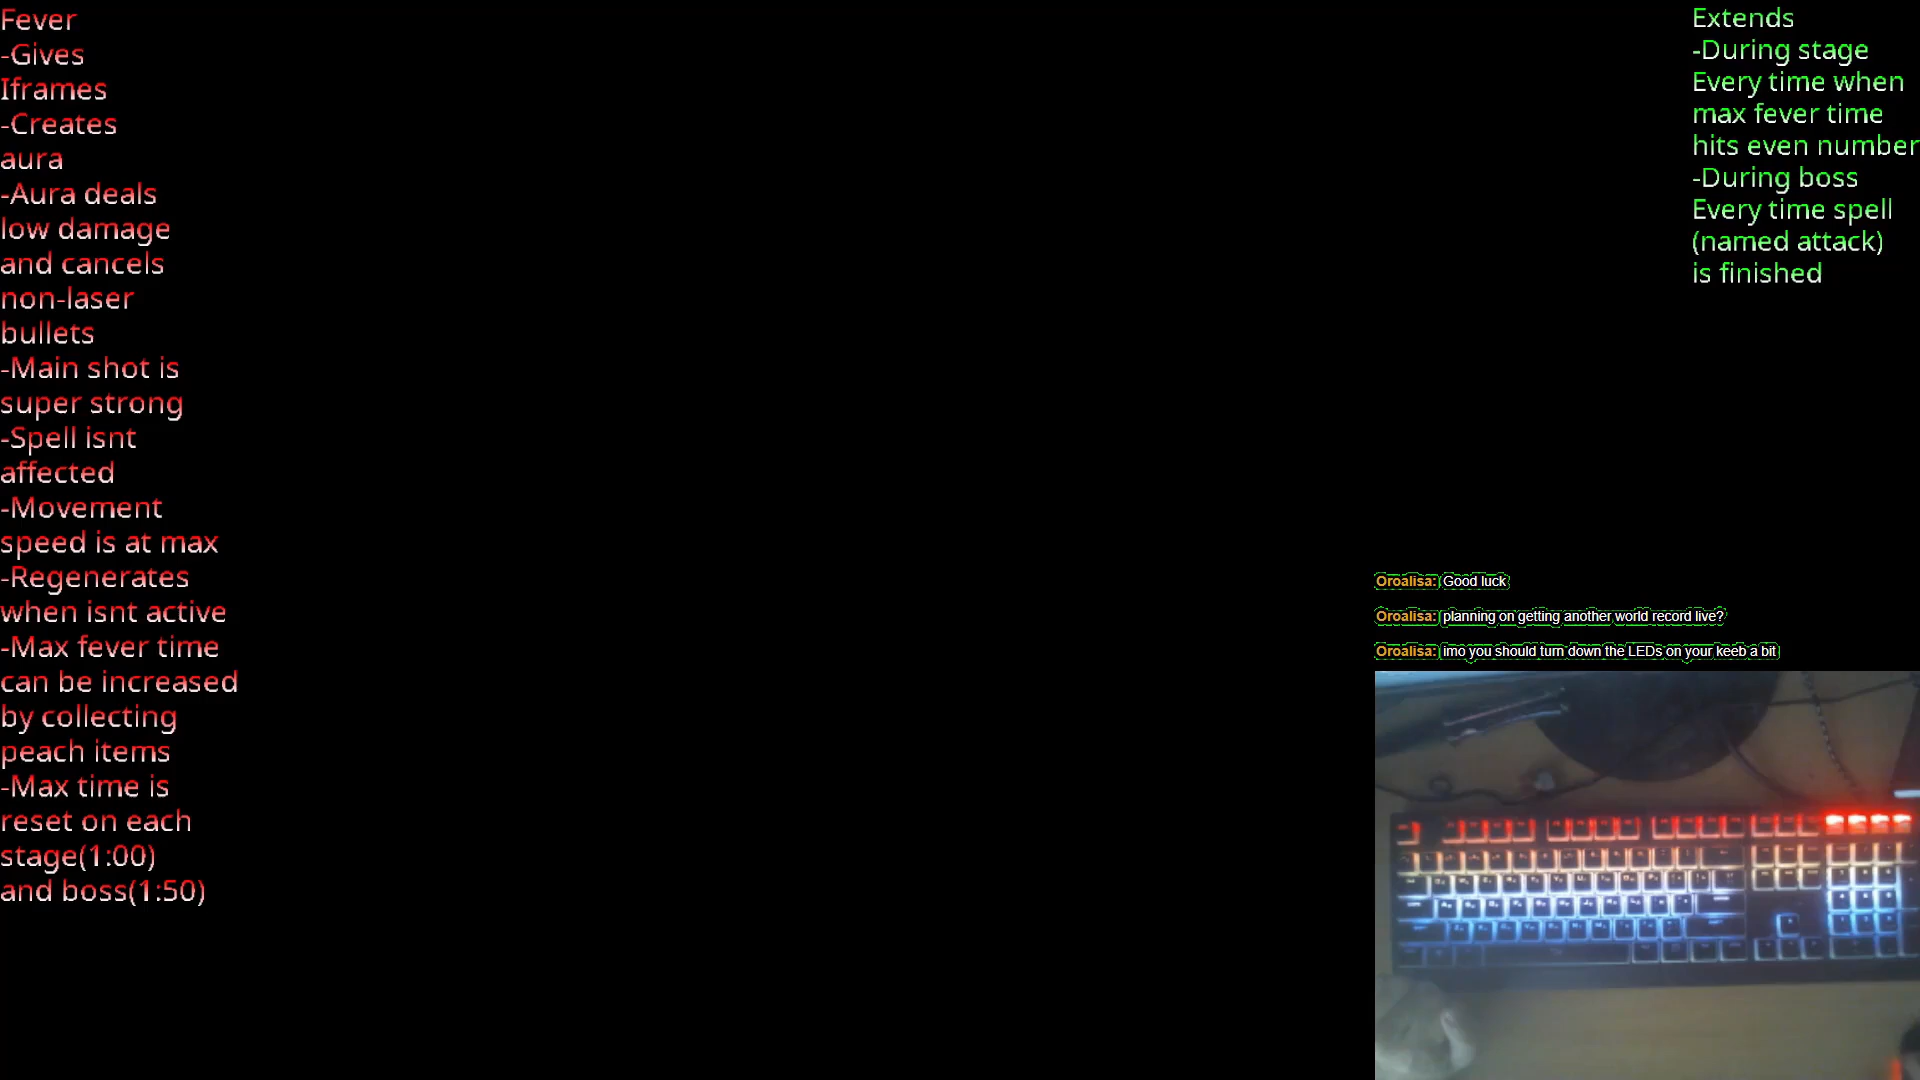 Fever
-Gives
Iframes
-Creates
aura
-Aura deals
low damage
and cancels
non-laser
bullets
-Main shot is
super strong
-Spell isnt
affected
-Movement
speed is at max
-Regenerates
when isnt active
-Max fever time
can be increased
by collecting
peach items
-Max time is
reset on each
stage(1:00)
and boss(1:50)
Extends
-During stage
Every time when
max fever time
hits even number
-During boss
Every time spell
(named attack)
is finished
Oroalisa: Good luck
Oroalisa: planning on getting another world record live?
Oroalisa: imo you should turn down the LEDs on your keeb a bit